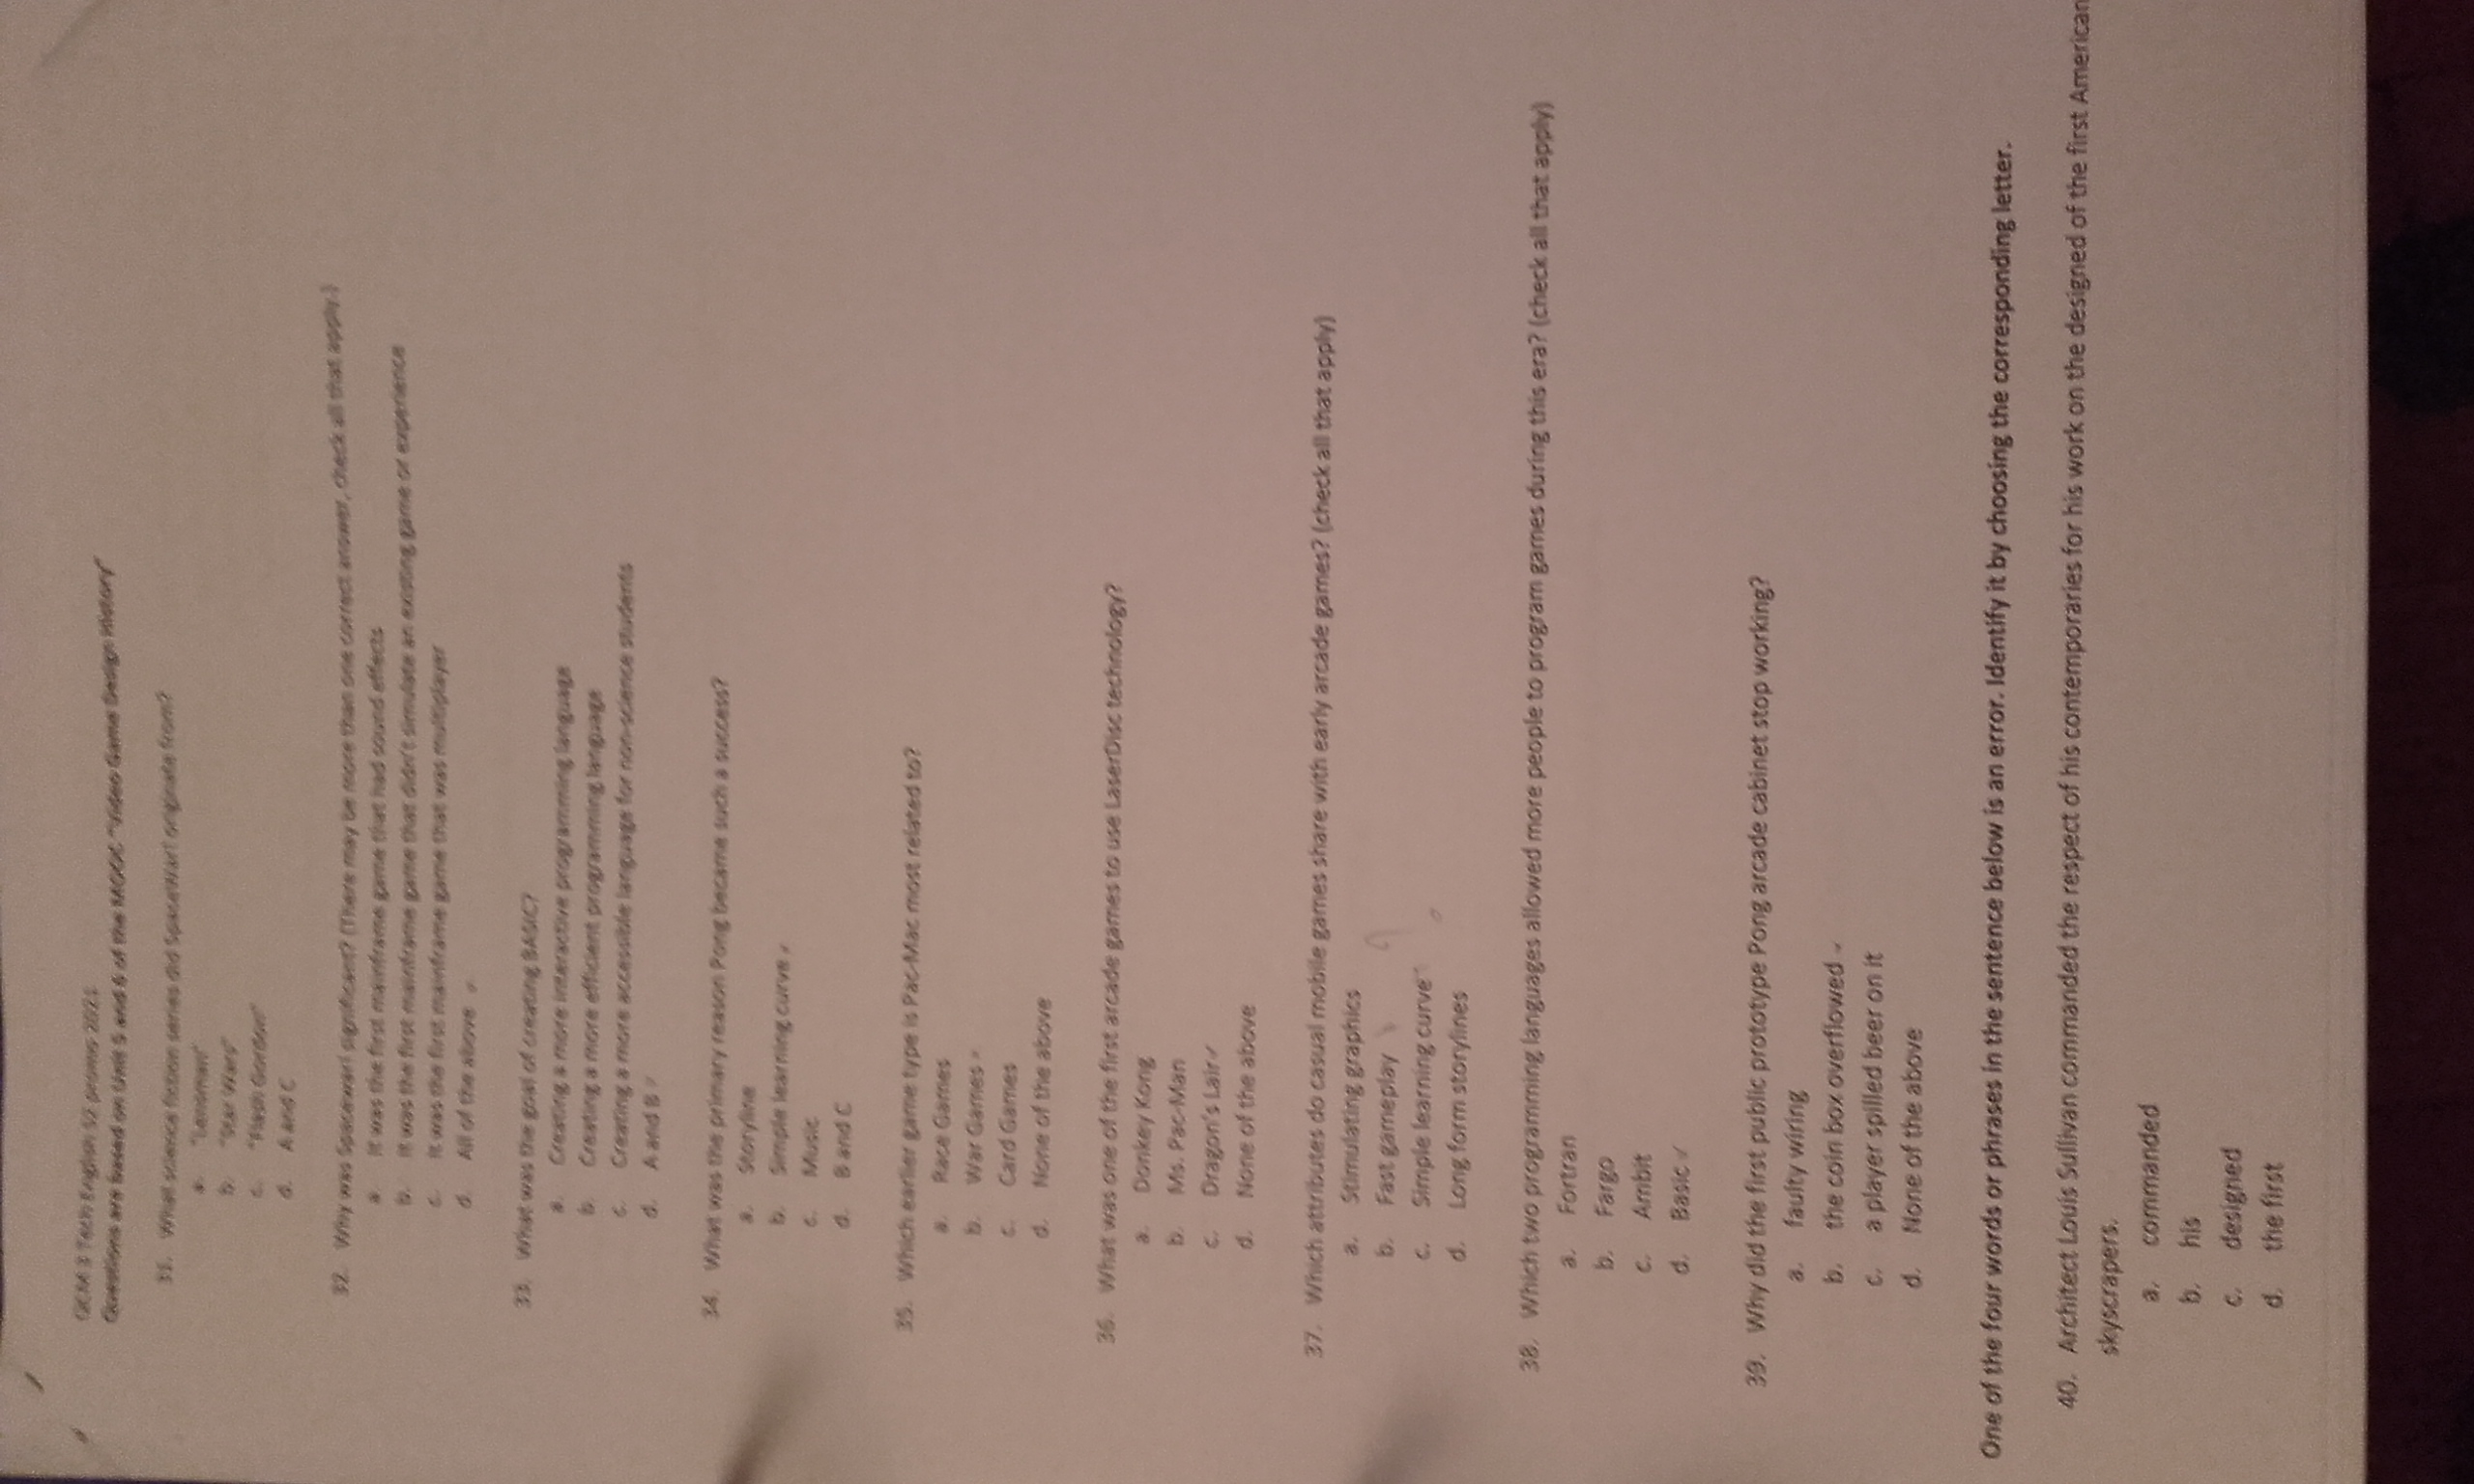 GEM 3 Tech English S2 promo 2021
Questions are based on Unit 5 and 6 of the MOOC "Video Game Design History"
31. What science fiction series did SpaceWar! originate from?
a. "Lensman"
b. "Star Wars"
c. "Flash Gordon"
d. A and C
32. Why was Spacewar! significant? (There may be more than one correct answer, check all that apply.)
a. It was the first mainframe game that had sound effects
b. It was the first mainframe game that didn't simulate an existing game or experience
c. It was the first mainframe game that was multiplayer
d. All of the above
33. What was the goal of creating BASIC?
a. Creating a more interactive programming language
b. Creating a more efficient programming language
c. Creating a more accessible language for non-science students
d. A and B
34. What was the primary reason Pong became such a success?
a. Storyline
b. Simple learning curve
c. Music
d. B and C
35. Which earlier game type is Pac-Mac most related to?
a. Race Games
b. War Games
c. Card Games
d. None of the above
36. What was one of the first arcade games to use LaserDisc technology?
a. Donkey Kong
b. Ms. Pac-Man
c. Dragon's Lair
d. None of the above
37. Which attributes do casual mobile games share with early arcade games? (check all that apply)
a. Stimulating graphics
b. Fast gameplay
c. Simple learning curve
d. Long form storylines
38. Which two programming languages allowed more people to program games during this era? (check all that apply)
a. Fortran
b. Fargo
c. Ambit
d. Basic
39. Why did the first public prototype Pong arcade cabinet stop working?
a. faulty wiring
b. the coin box overflowed
c. a player spilled beer on it
d. None of the above
One of the four words or phrases in the sentence below is an error. Identify it by choosing the corresponding letter.
40. Architect Louis Sullivan commanded the respect of his contemporaries for his work on the designed of the first American
skyscrapers.
a. commanded
b. his
c. designed
d. the first